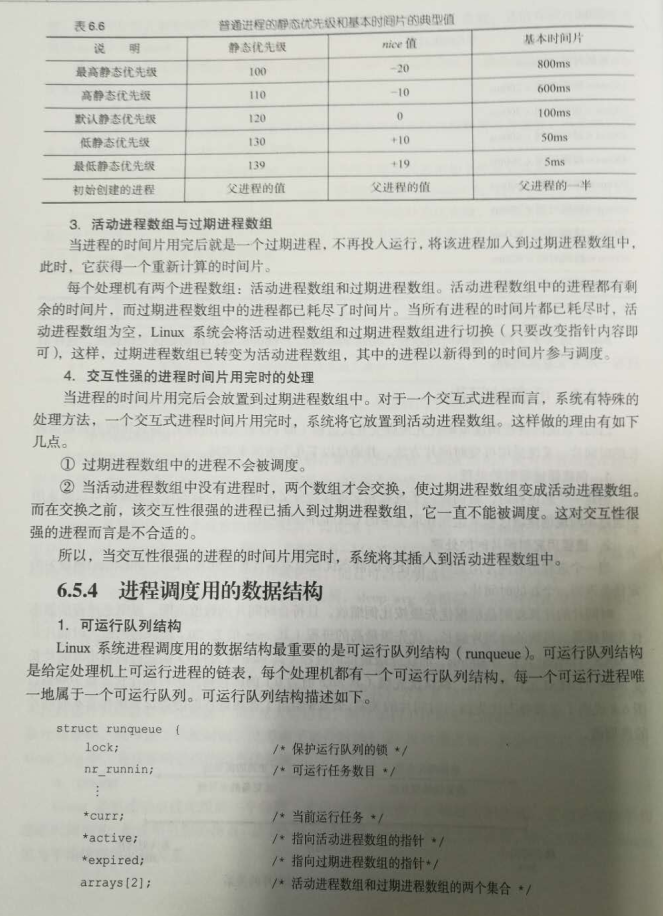 表 6.6 普通进程的静态优先级和基本时间片的典型值
说 明 静态优先级 nice 值 基本时间片
最高静态优先级 100 -20 800ms
高静态优先级 110 -10 600ms
默认静态优先级 120 0 100ms
低静态优先级 130 +10 50ms
最低静态优先级 139 +19 5ms
初始创建的进程 父进程的值 父进程的值 父进程的一半
3. 活动进程数组与过期进程数组
当进程的时间片用完后就是一个过期进程，不再投入运行，将该进程加入到过期进程数组中，
此时，它获得一个重新计算的时间片。
每个处理机有两个进程数组：活动进程数组和过期进程数组。活动进程数组中的进程都有剩
余的时间片，而过期进程数组中的进程都已耗尽了时间片。当所有进程的时间片都已耗尽时，活
动进程数组为空，Linux 系统会将活动进程数组和过期进程数组进行切换（只要改变指针内容即
可），这样，过期进程数组已转变为活动进程数组，其中的进程以新得到的时间片参与调度。
4. 交互性强的进程时间片用完时的处理
当进程的时间片用完后会放置到过期进程数组中。对于一个交互式进程而言，系统有特殊的
处理方法，一个交互式进程时间片用完时，系统将它放置到活动进程数组。这样做的理由有如下
几点。
① 过期进程数组中的进程不会被调度。
② 当活动进程数组中没有进程时，两个数组才会交换，使过期进程数组变成活动进程数组。
而在交换之前，该交互性很强的进程已插入到过期进程数组，它一直不能被调度。这对交互性很
强的进程而言是不合适的。
所以，当交互性很强的进程的时间片用完时，系统将其插入到活动进程数组中。
6.5.4 进程调度用的数据结构
1. 可运行队列结构
Linux 系统进程调度用的数据结构最重要的是可运行队列结构（runqueue）。可运行队列结构
是给定处理机上可运行进程的链表，每个处理机都有一个可运行队列结构，每一个可运行进程唯
一地属于一个可运行队列。可运行队列结构描述如下。
struct runqueue {
lock; /* 保护运行队列的锁 */
nr_runnin; /* 可运行任务数目 */
⋮
*curr; /* 当前运行任务 */
*active; /* 指向活动进程数组的指针 */
*expired; /* 指向过期进程数组的指针*/
arrays[2]; /* 活动进程数组和过期进程数组的两个集合 */